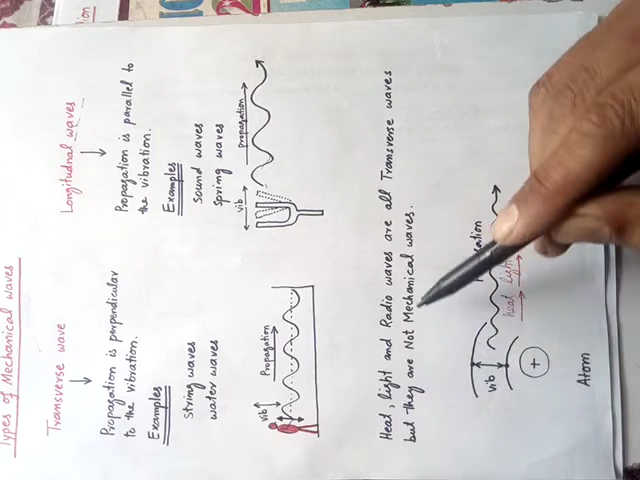 Types of Mechanical waves
Transverse wave
Propagation is perpendicular
to the vibration.
Examples
String waves
water waves
Vib
Propagation
Longitudnal waves
Propagation is parallel to
the vibration.
Examples
Sound waves
Spring waves
Vib
Propagation
Head, light and Radio waves are all Transverse waves
but they are Not Mechanical waves.
Vib
heat light
+
Atom